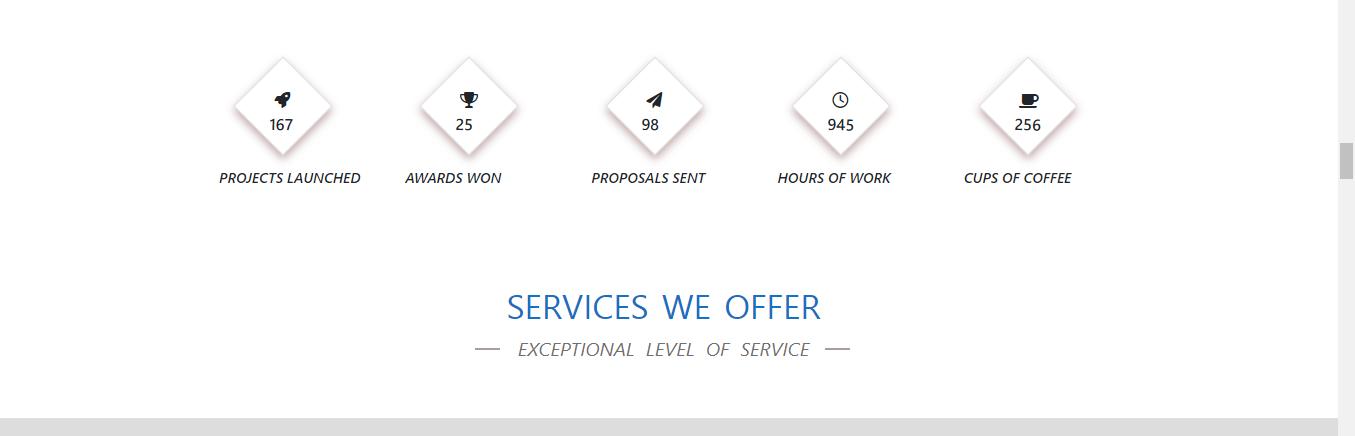 167 25 98 945 256
PROJECTS LAUNCHED AWARDS WON PROPOSALS SENT HOURS OF WORK CUPS OF COFFEE
SERVICES WE OFFER
EXCEPTIONAL LEVEL OF SERVICE